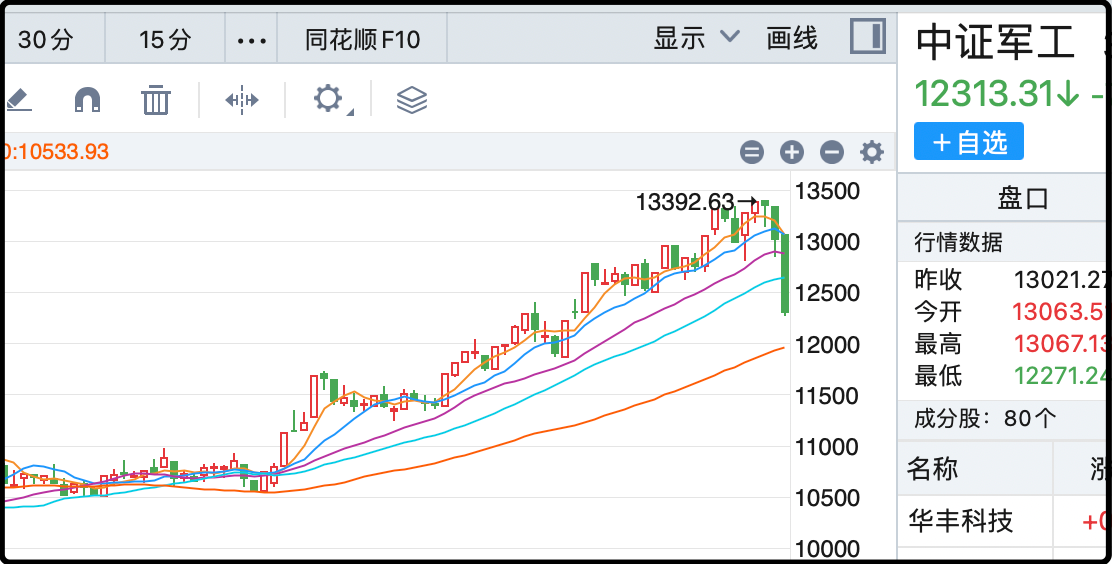 30分 15分 ••• 同花顺F10 显示 画线
:10533.93
13392.63→
13500
13000
12500
12000
11500
11000
10500
10000
中证军工
12313.31↓ -
+自选
盘口
行情数据
昨收 13021.27
今开 13063.5
最高 13067.13
最低 12271.24
成分股：80个
名称 涨
华丰科技 +0